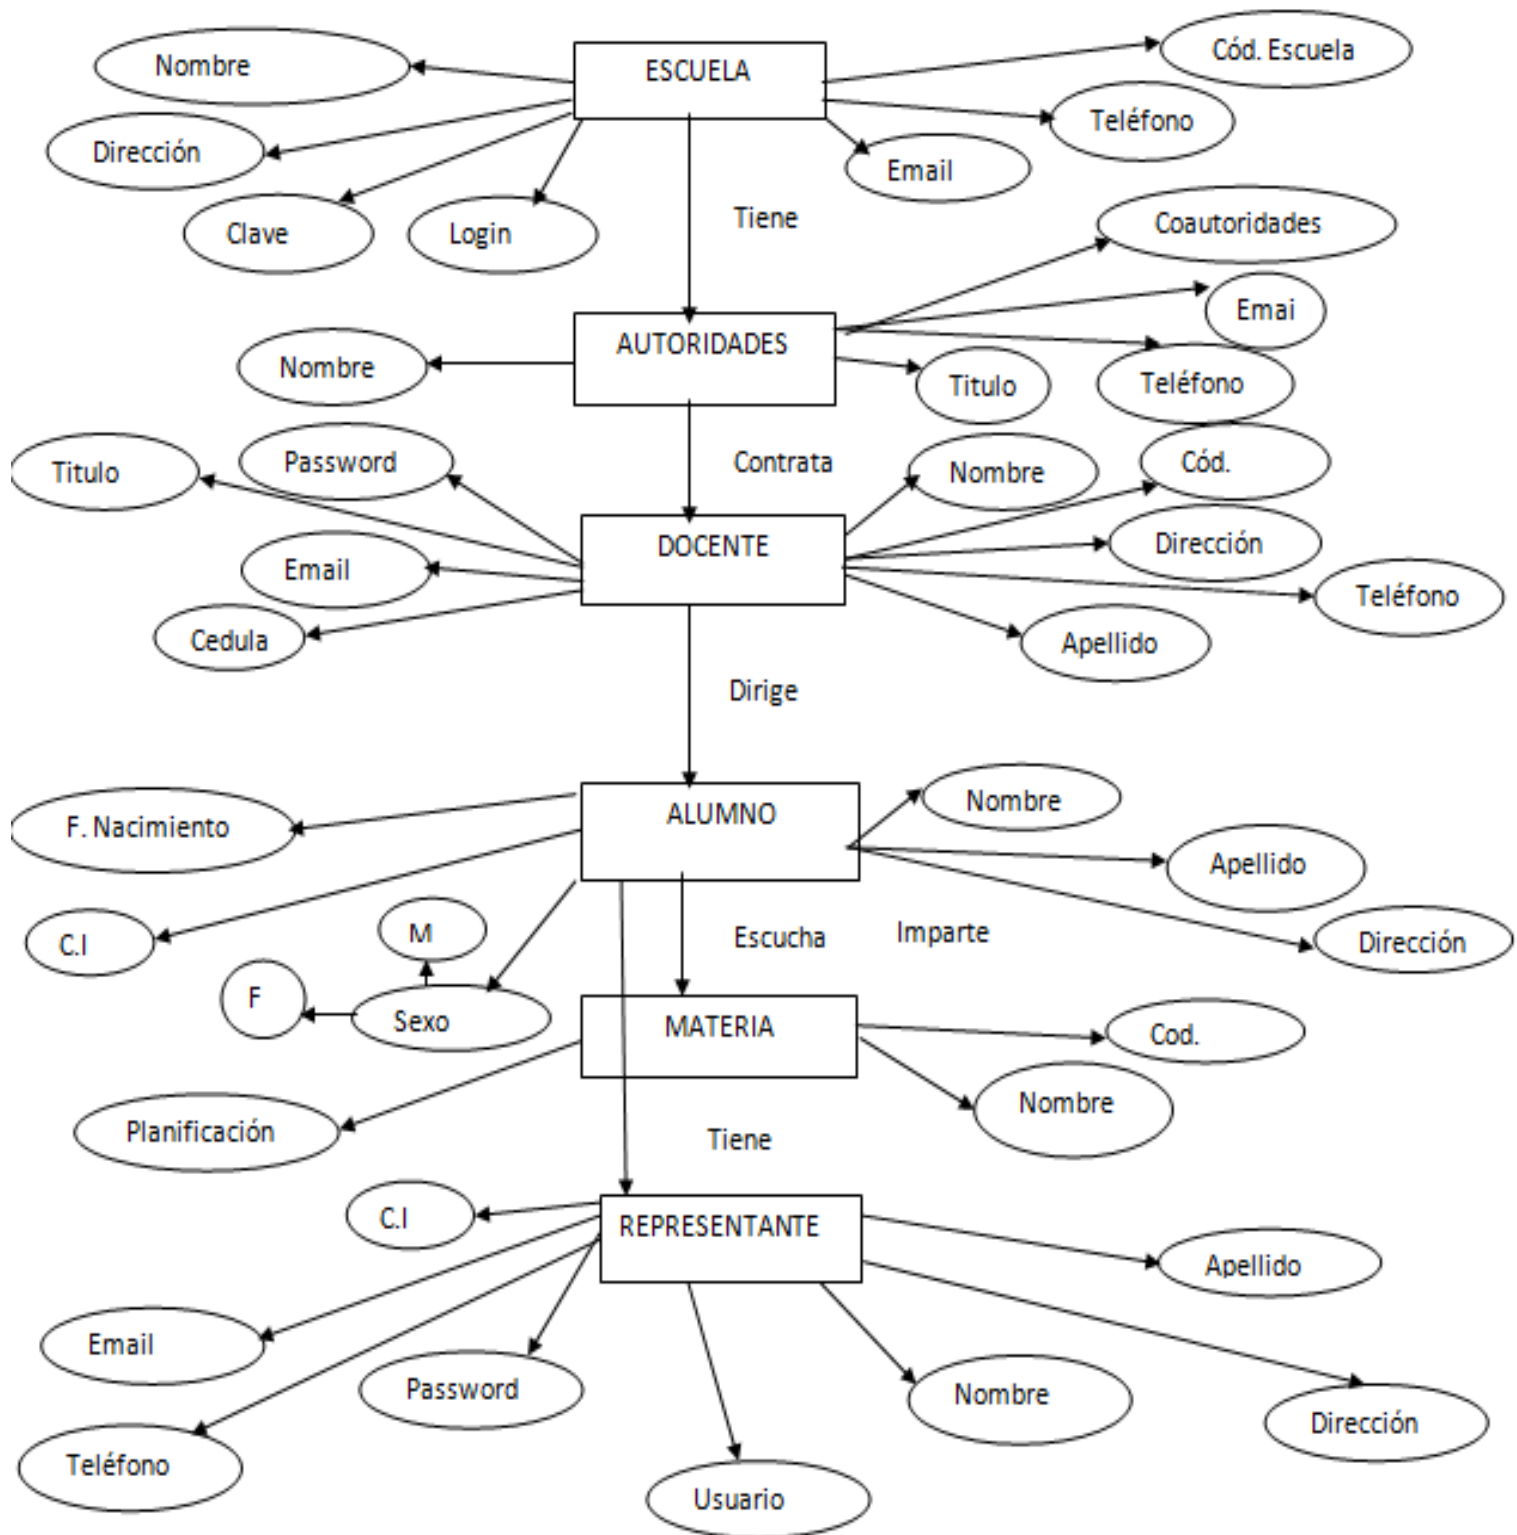 ESCUELA
Cód. Escuela
Nombre
Teléfono
Dirección
Email
Clave
Login
Tiene
Coautoridades
Emai
AUTORIDADES
Nombre
Titulo
Teléfono
Titulo
Password
Contrata
Nombre
Cód.
DOCENTE
Dirección
Email
Teléfono
Cedula
Apellido
Dirige
ALUMNO
Nombre
F. Nacimiento
Apellido
C.I
M
Escucha
Imparte
Dirección
F
Sexo
MATERIA
Cod.
Nombre
Planificación
Tiene
C.I
REPRESENTANTE
Apellido
Email
Password
Nombre
Dirección
Teléfono
Usuario